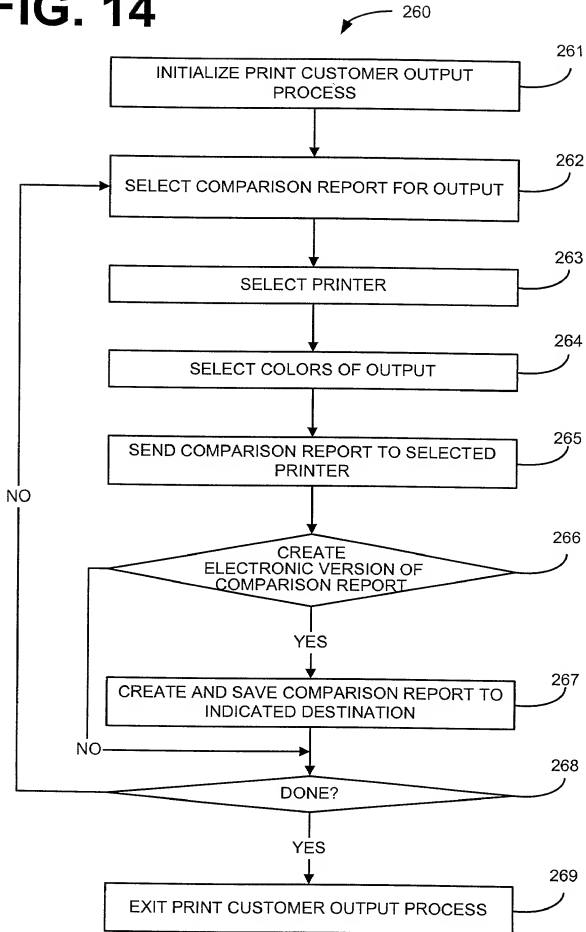 FIG. 14
260
INITIALIZE PRINT CUSTOMER OUTPUT
PROCESS
261
SELECT COMPARISON REPORT FOR OUTPUT
262
SELECT PRINTER
263
SELECT COLORS OF OUTPUT
264
SEND COMPARISON REPORT TO SELECTED
PRINTER
265
NO
CREATE
ELECTRONIC VERSION OF
COMPARISON REPORT
266
YES
CREATE AND SAVE COMPARISON REPORT TO
INDICATED DESTINATION
267
NO
DONE?
268
YES
EXIT PRINT CUSTOMER OUTPUT PROCESS
269